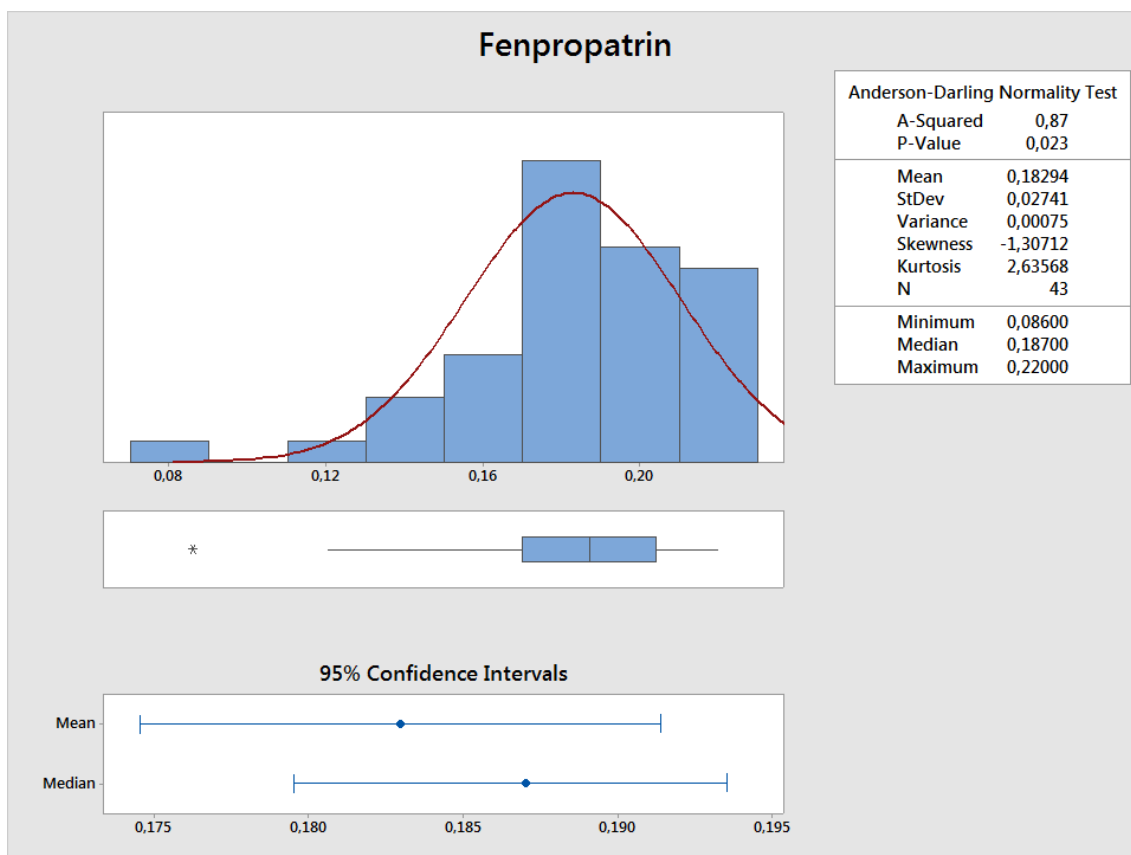 Fenpropatrin
Anderson-Darling Normality Test
A-Squared 0,87
P-Value 0,023
Mean 0,18294
StDev 0,02741
Variance 0,00075
Skewness -1,30712
Kurtosis 2,63568
N 43
Minimum 0,08600
Median 0,18700
Maximum 0,22000
0,08 0,12 0,16 0,20
95% Confidence Intervals
Mean
Median
0,175 0,180 0,185 0,190 0,195